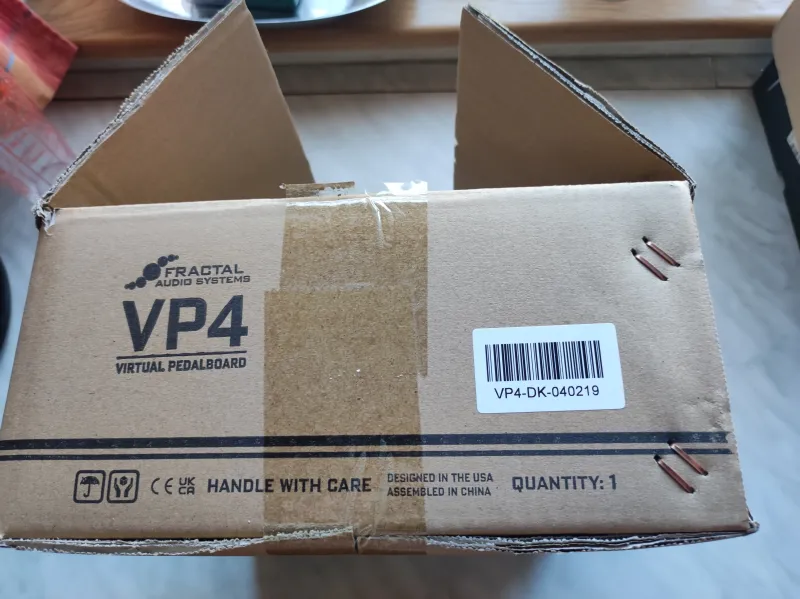 FRACTAL
AUDIO SYSTEMS
VP4
VIRTUAL PEDALBOARD
VP4-DK-040219
CE UK CA HANDLE WITH CARE
DESIGNED IN THE USA
ASSEMBLED IN CHINA
QUANTITY: 1